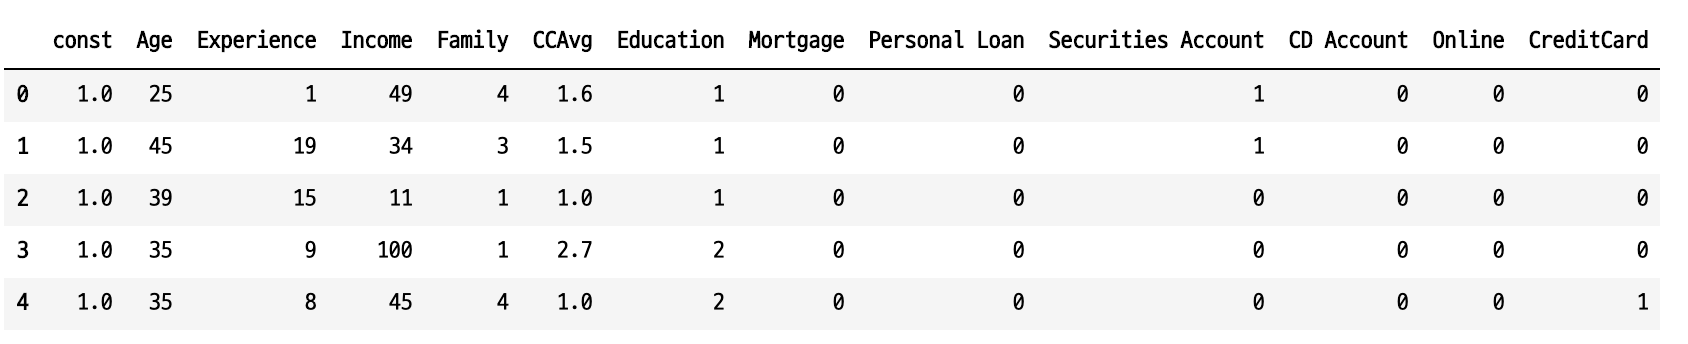 const Age Experience Income Family CCAvg Education Mortgage Personal Loan Securities Account CD Account Online CreditCard
0 1.0 25 1 49 4 1.6 1 0 0 1 0 0 0
1 1.0 45 19 34 3 1.5 1 0 0 1 0 0 0
2 1.0 39 15 11 1 1.0 1 0 0 0 0 0 0
3 1.0 35 9 100 1 2.7 2 0 0 0 0 0 0
4 1.0 35 8 45 4 1.0 2 0 0 0 0 0 1